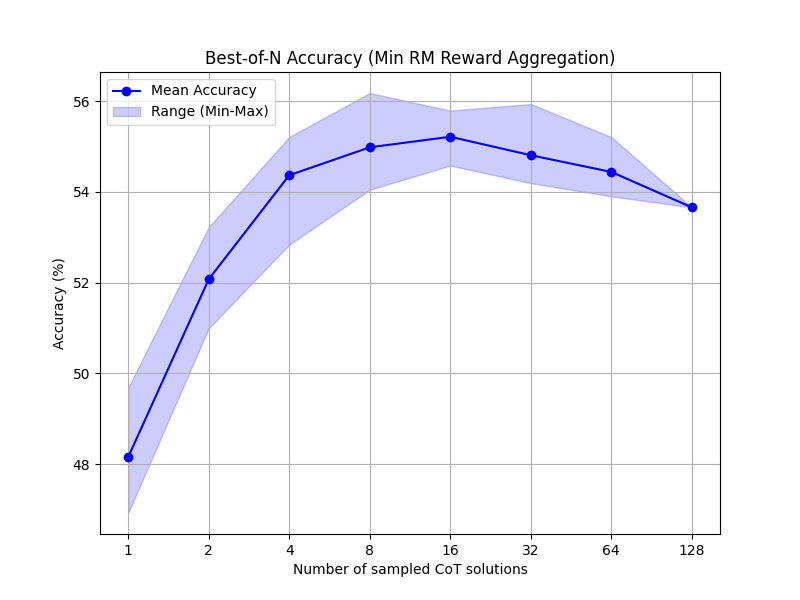 Best-of-N Accuracy (Min RM Reward Aggregation)
Mean Accuracy
Range (Min-Max)
Accuracy (%)
56
54
52
50
48
1 2 4 8 16 32 64 128
Number of sampled CoT solutions